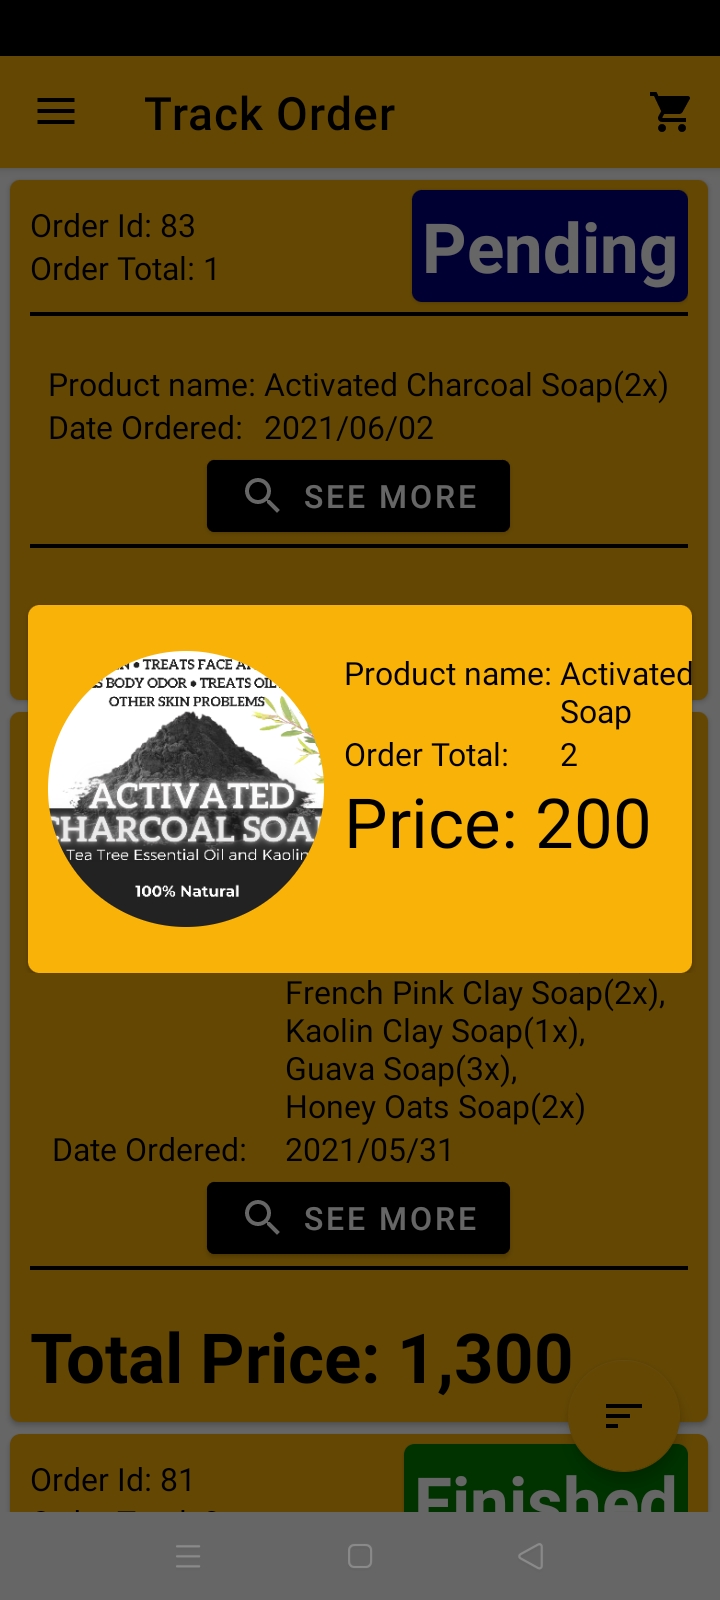 Track Order
Order Id: 83
Pending
Order Total: 1
Product name: Activated Charcoal Soap(2x)
Date Ordered: 2021/06/02
SEE MORE
• TREATS FACE
BODY ODOR • TREATS OIL
OTHER SKIN PROBLEMS
ACTIVATED
CHARCOAL SOAP
Tea Tree Essential Oil and Kaolin
100% Natural
Product name: Activated
Soap
Order Total: 2
Price: 200
French Pink Clay Soap(2x),
Kaolin Clay Soap(1x),
Guava Soap(3x),
Honey Oats Soap(2x)
Date Ordered: 2021/05/31
SEE MORE
Total Price: 1,300
Order Id: 81
Finished